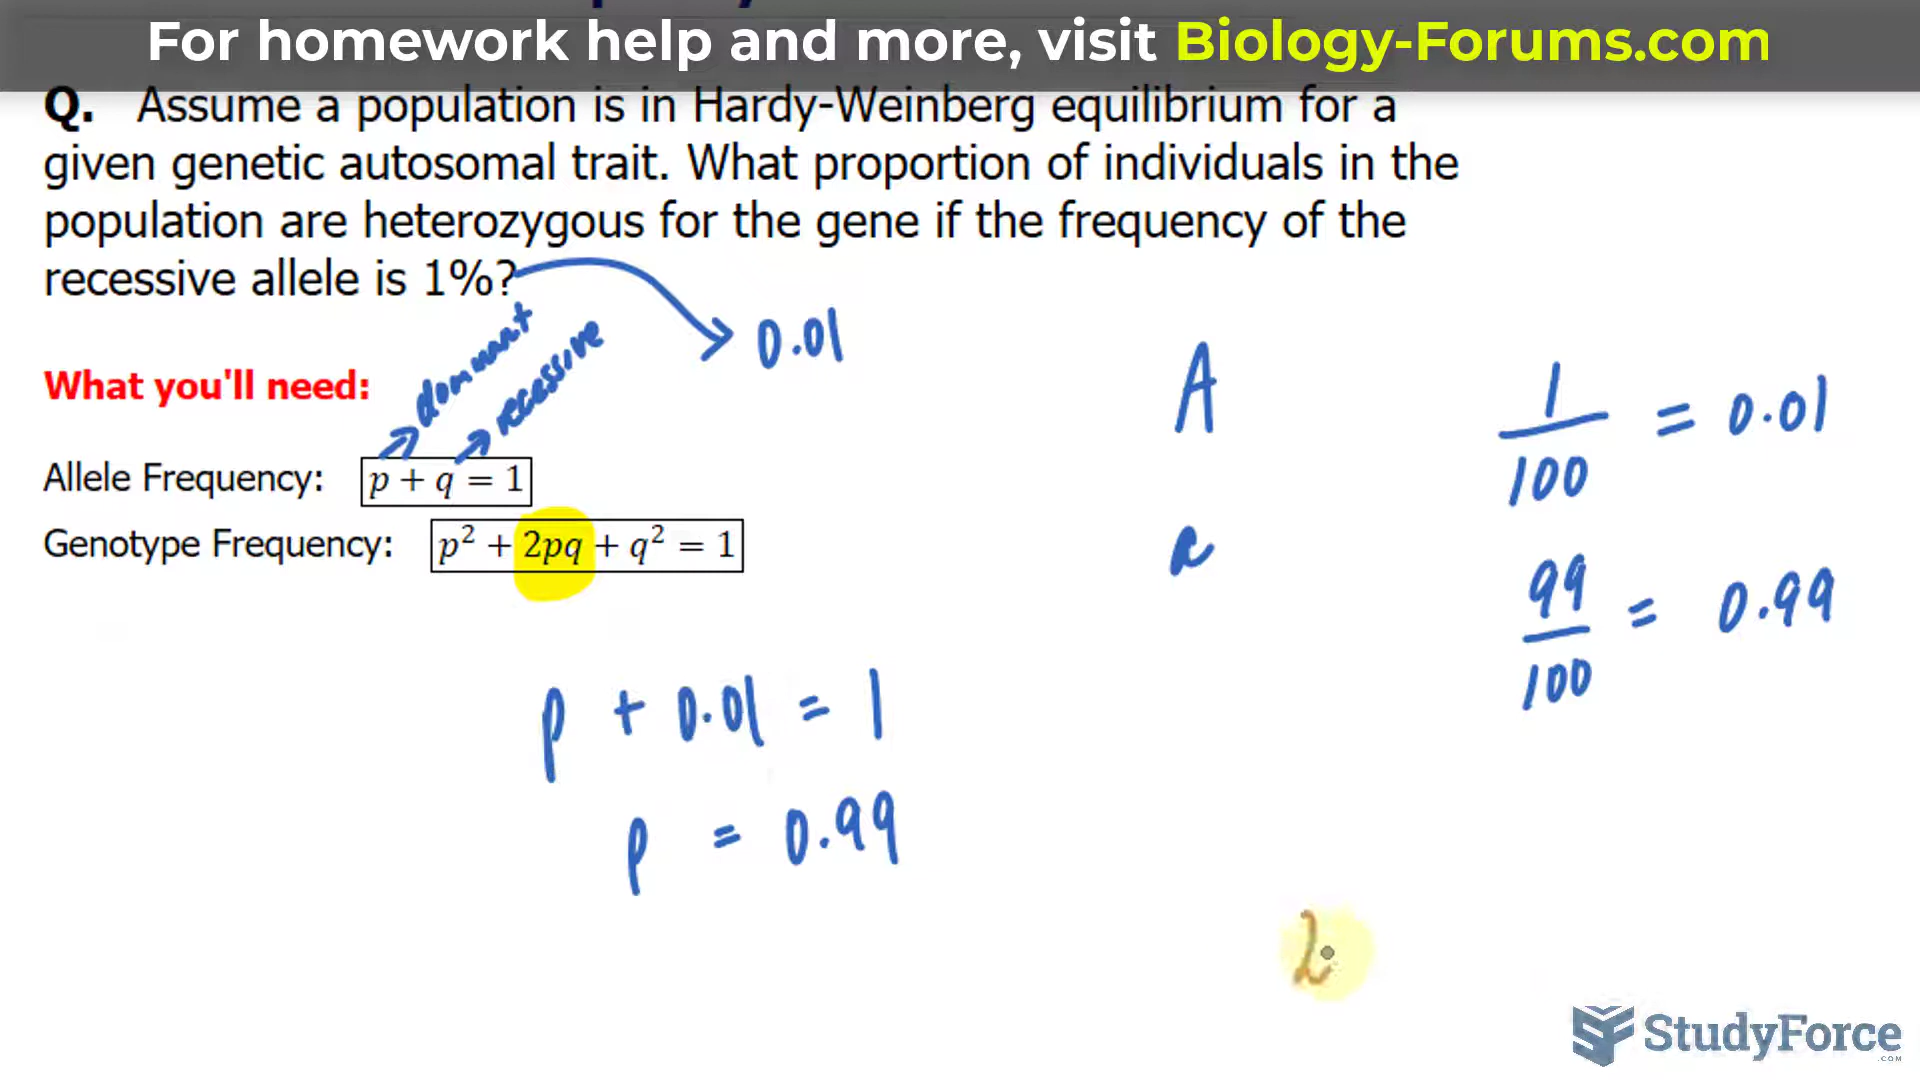 For homework help and more, visit Biology-Forums.com
Q. Assume a population is in Hardy-Weinberg equilibrium for a
given genetic autosomal trait. What proportion of individuals in the
population are heterozygous for the gene if the frequency of the
recessive allele is 1%?
0.01
dominant
recessive
What you'll need:
Allele Frequency: p + q = 1
Genotype Frequency: p² + 2pq + q² = 1
A
a
1/100 = 0.01
99/100 = 0.99
p + 0.01 = 1
p = 0.99
2
StudyForce
.COM